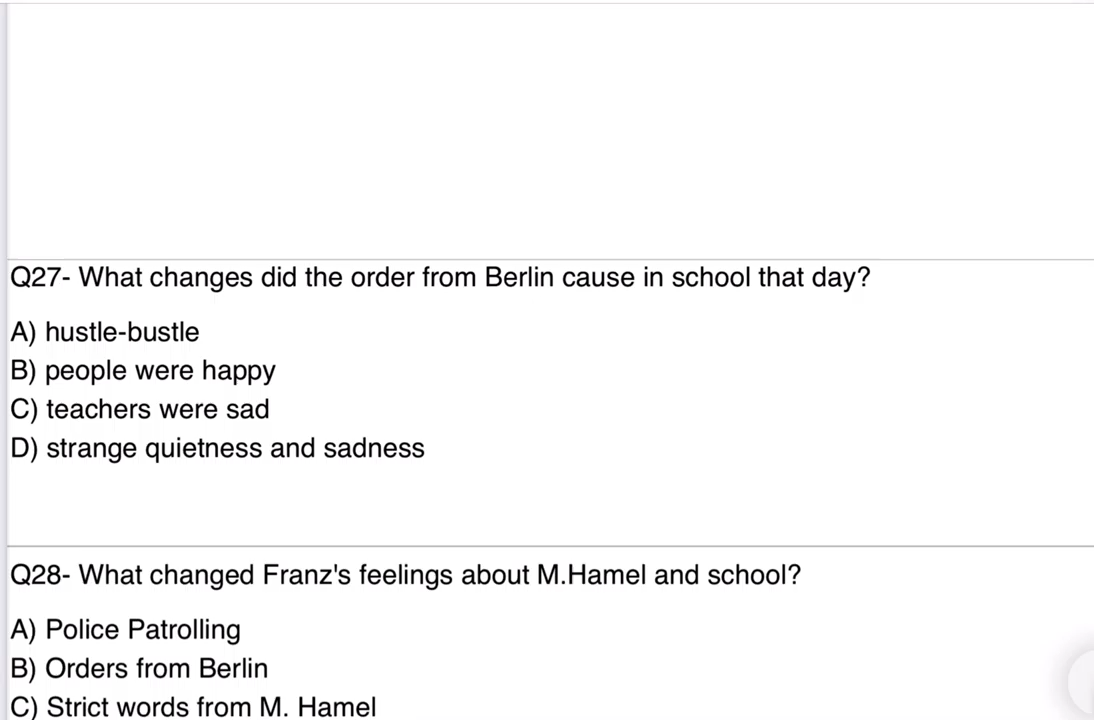 Q27- What changes did the order from Berlin cause in school that day?
A) hustle-bustle
B) people were happy
C) teachers were sad
D) strange quietness and sadness
Q28- What changed Franz's feelings about M.Hamel and school?
A) Police Patrolling
B) Orders from Berlin
C) Strict words from M. Hamel